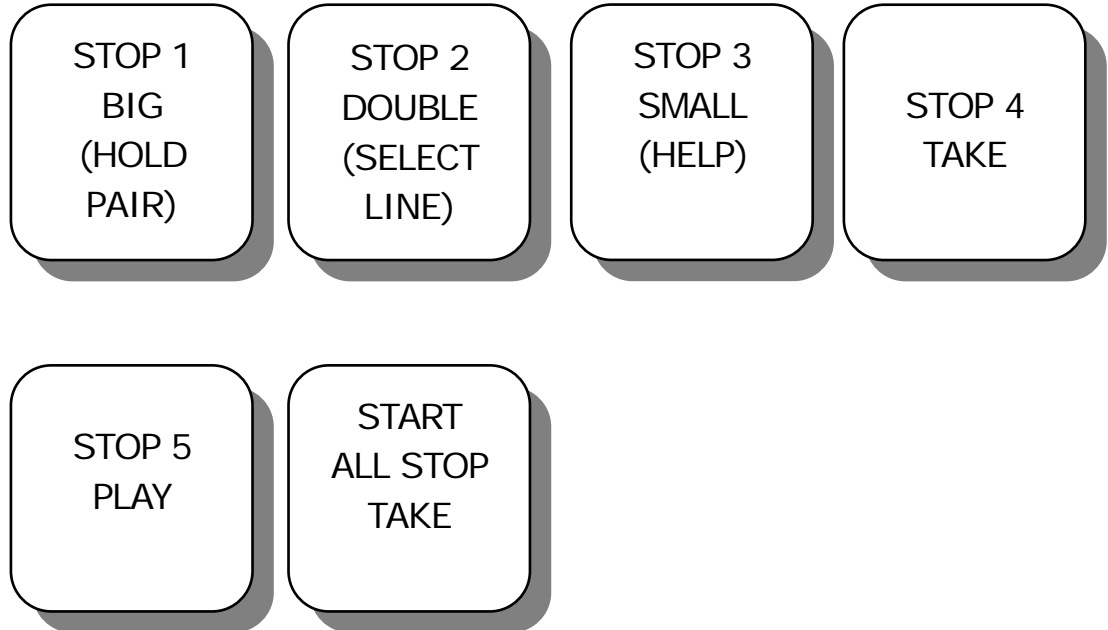 STOP 1
BIG
(HOLD
PAIR)
STOP 2
DOUBLE
(SELECT
LINE)
STOP 3
SMALL
(HELP)
STOP 4
TAKE
STOP 5
PLAY
START
ALL STOP
TAKE